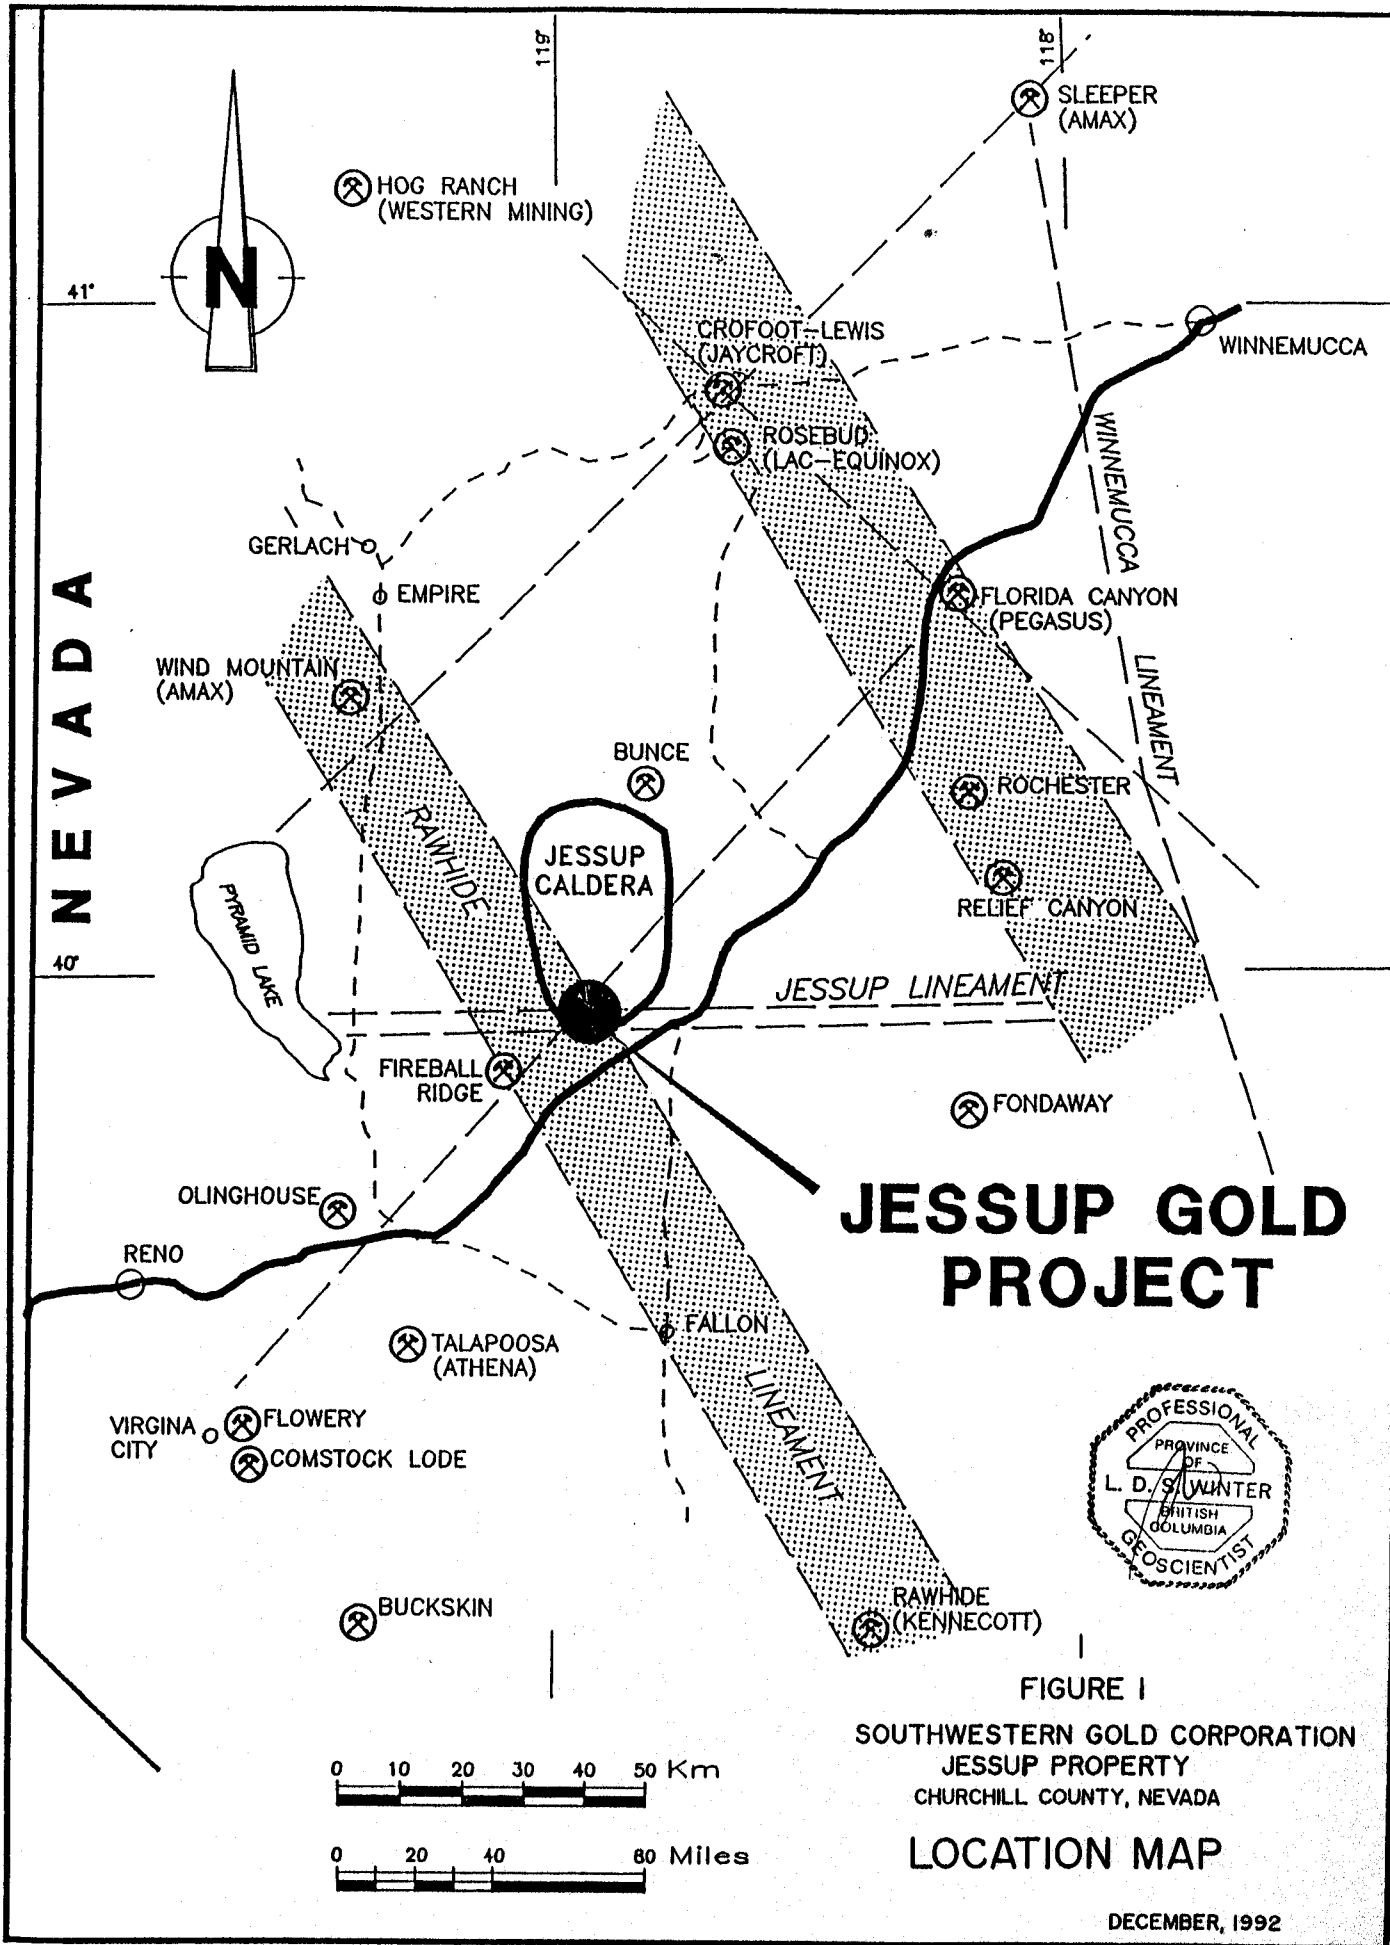 119°
118°
SLEEPER
(AMAX)
HOG RANCH
(WESTERN MINING)
N
41°
CROFOOT-LEWIS
(JAYCROFT)
WINNEMUCCA
ROSEBUD
(LAC-EQUINOX)
WINNEMUCCA
LINEAMENT
GERLACH
EMPIRE
FLORIDA CANYON
(PEGASUS)
NEVADA
WIND MOUNTAIN
(AMAX)
BUNCE
ROCHESTER
RAWHIDE
LINEAMENT
JESSUP
CALDERA
RELIEF CANYON
PYRAMID LAKE
40°
JESSUP LINEAMENT
FIREBALL
RIDGE
FONDAWAY
JESSUP GOLD
PROJECT
OLINGHOUSE
RENO
FALLON
TALAPOOSA
(ATHENA)
VIRGINA
CITY
FLOWERY
COMSTOCK LODE
PROFESSIONAL
PROVINCE
OF
L. D. S. WINTER
BRITISH
COLUMBIA
GEOSCIENTIST
BUCKSKIN
RAWHIDE
(KENNECOTT)
FIGURE 1
SOUTHWESTERN GOLD CORPORATION
JESSUP PROPERTY
CHURCHILL COUNTY, NEVADA
LOCATION MAP
0 10 20 30 40 50 Km
0 20 40 80 Miles
DECEMBER, 1992